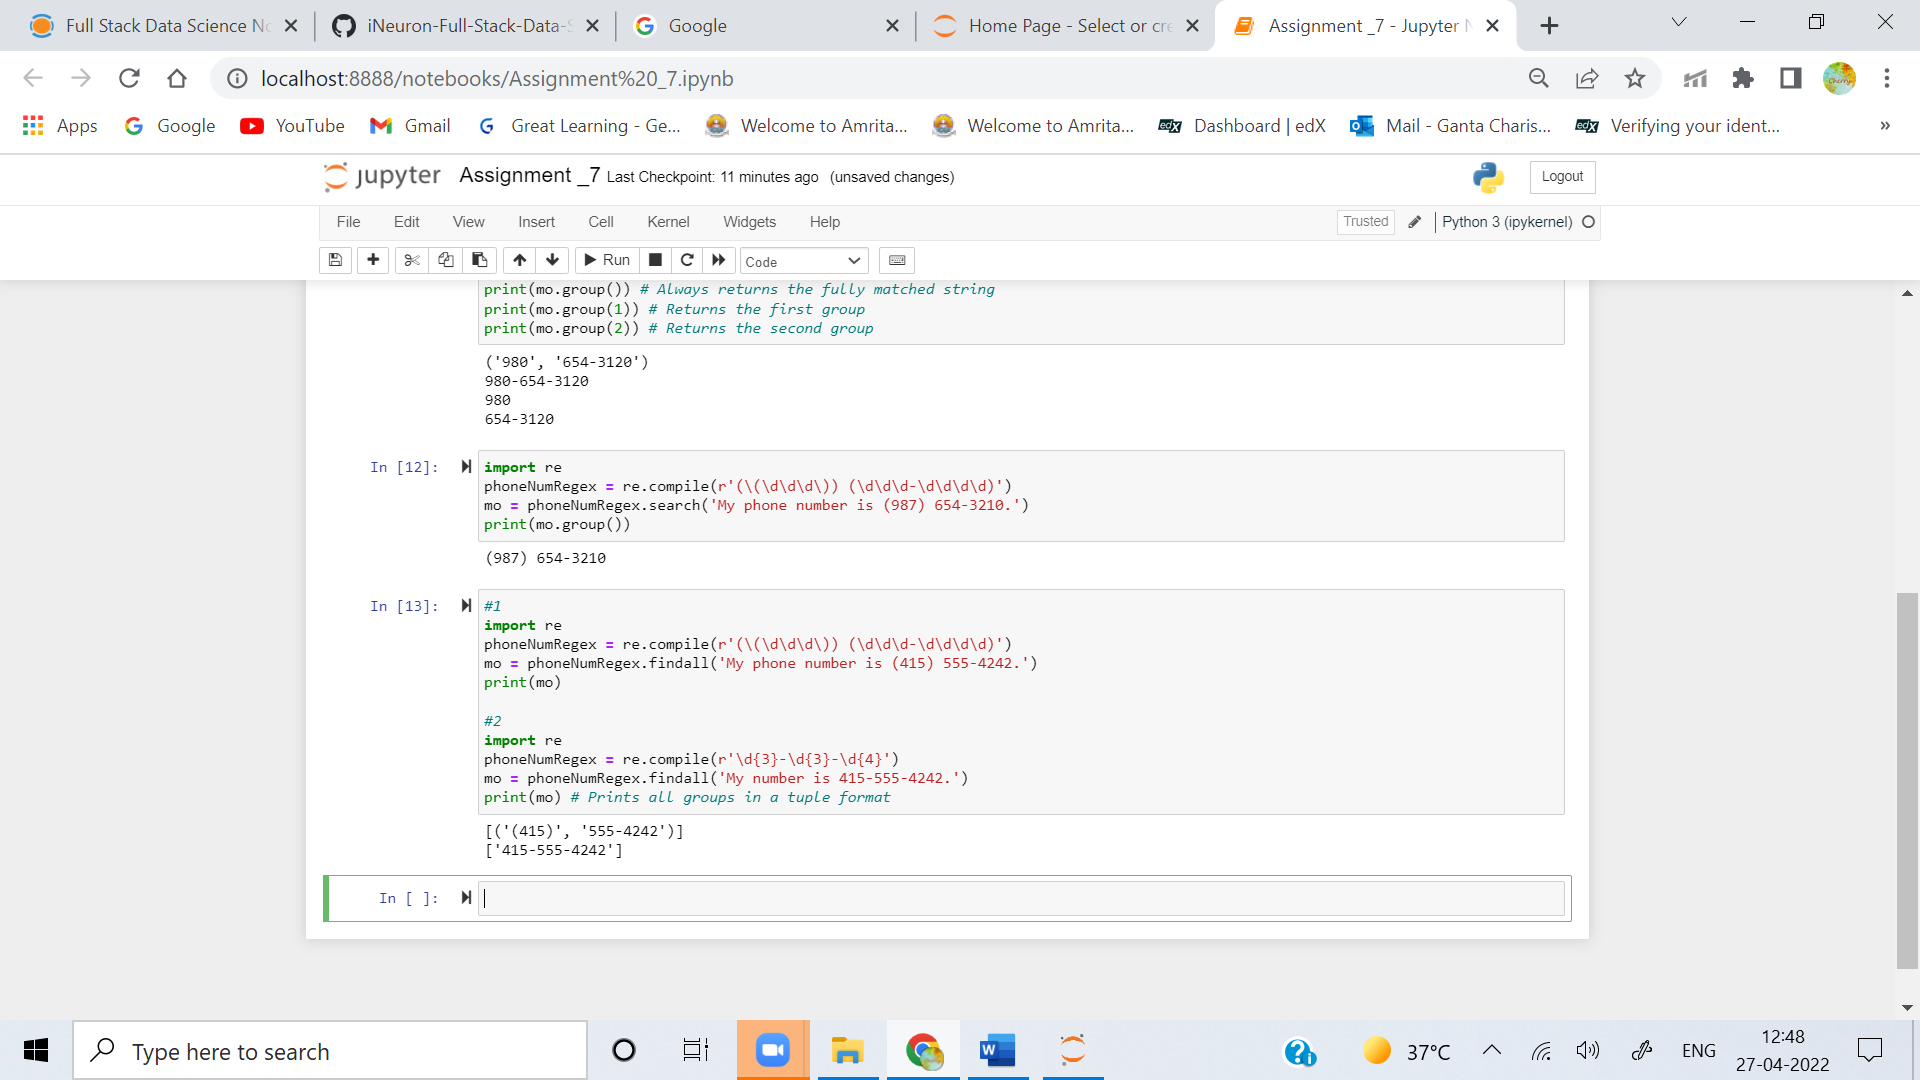 Full Stack Data Science No
iNeuron-Full-Stack-Data-S
Google
Home Page - Select or cre
Assignment _7 - Jupyter N
localhost:8888/notebooks/Assignment%20_7.ipynb
Apps
Google
YouTube
Gmail
Great Learning - Ge...
Welcome to Amrita...
Welcome to Amrita...
Dashboard | edX
Mail - Ganta Charis...
Verifying your ident...
»
jupyter Assignment _7 Last Checkpoint: 11 minutes ago (unsaved changes)
Logout
File Edit View Insert Cell Kernel Widgets Help
Trusted
Python 3 (ipykernel)
Run
Code
print(mo.group()) # Always returns the fully matched string
print(mo.group(1)) # Returns the first group
print(mo.group(2)) # Returns the second group
('980', '654-3120')
980-654-3120
980
654-3120
In [12]:
import re
phoneNumRegex = re.compile(r'(\(\d\d\d\)) (\d\d\d-\d\d\d\d)')
mo = phoneNumRegex.search('My phone number is (987) 654-3210.')
print(mo.group())
(987) 654-3210
In [13]:
#1
import re
phoneNumRegex = re.compile(r'(\(\d\d\d\)) (\d\d\d-\d\d\d\d)')
mo = phoneNumRegex.findall('My phone number is (415) 555-4242.')
print(mo)
#2
import re
phoneNumRegex = re.compile(r'\d{3}-\d{3}-\d{4}')
mo = phoneNumRegex.findall('My number is 415-555-4242.')
print(mo) # Prints all groups in a tuple format
[('(415)', '555-4242')]
['415-555-4242']
In [ ]:
Type here to search
37°C
ENG
12:48
27-04-2022